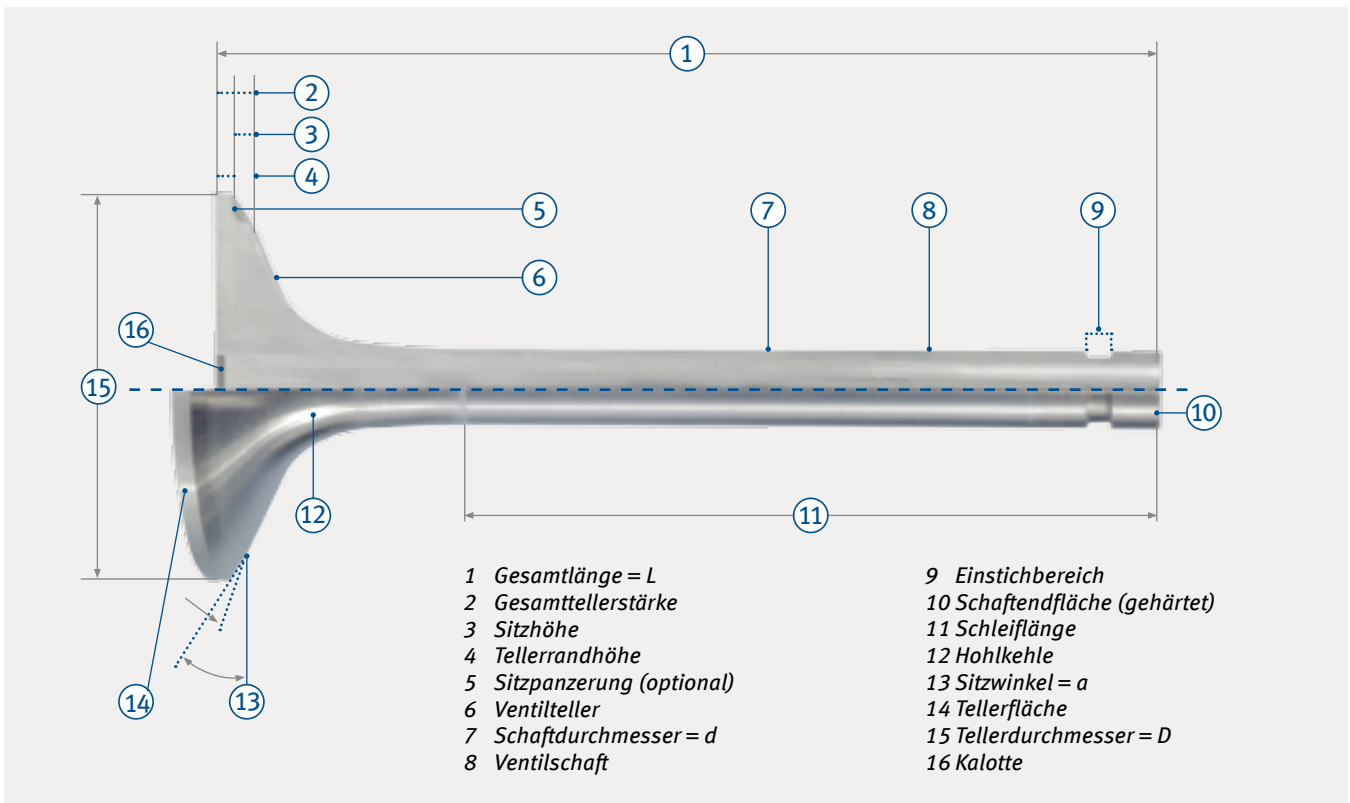 1
2
3
4
5
6
7
8
9
16
15
10
12
11
14
13
1 Gesamtlänge = L
2 Gesamttellerstärke
3 Sitzhöhe
4 Tellerrandhöhe
5 Sitzpanzerung (optional)
6 Ventilteller
7 Schaftdurchmesser = d
8 Ventilschaft
9 Einstichbereich
10 Schaftendfläche (gehärtet)
11 Schleiflänge
12 Hohlkehle
13 Sitzwinkel = a
14 Tellerfläche
15 Tellerdurchmesser = D
16 Kalotte